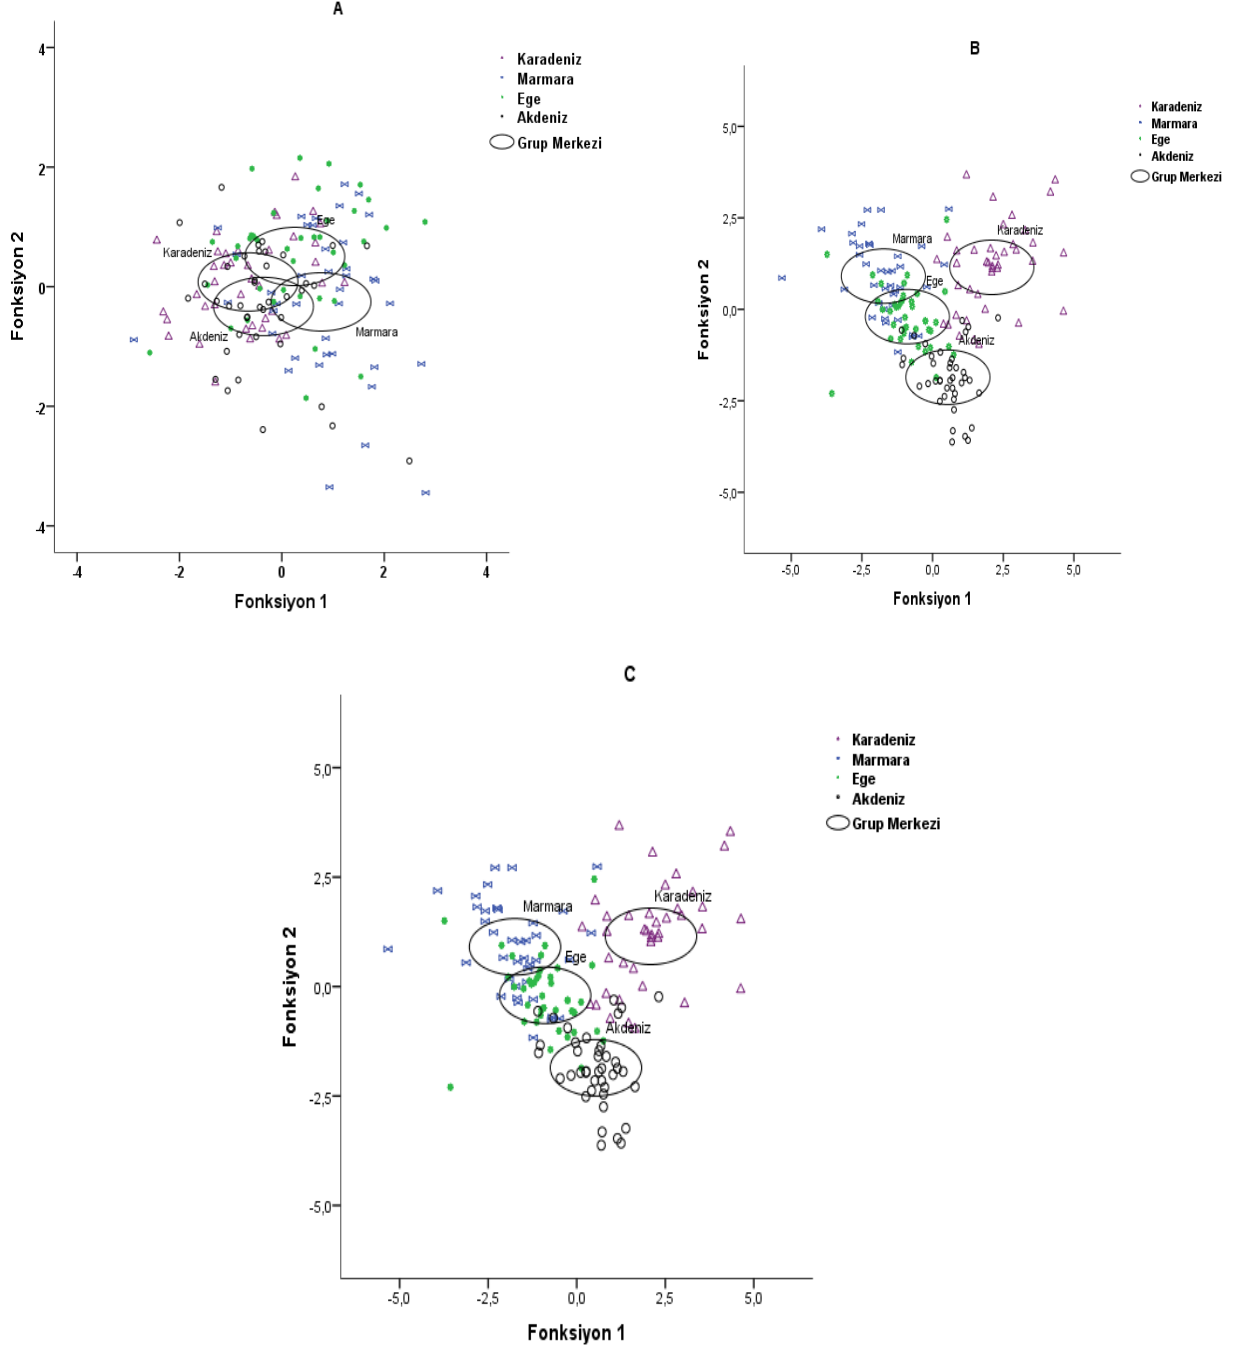 A
4
2
0
-2
-4
Fonksiyon 2
-4
-2
0
2
4
Fonksiyon 1
Karadeniz
Marmara
Ege
Akdeniz
Grup Merkezi
Ege
Karadeniz
Akdeniz
Marmara
B
5,0
2,5
0,0
-2,5
-5,0
Fonksiyon 2
-5,0
-2,5
0,0
2,5
5,0
Fonksiyon 1
Karadeniz
Marmara
Ege
Akdeniz
Grup Merkezi
Karadeniz
Marmara
Ege
Akdeniz
C
5,0
2,5
0,0
-2,5
-5,0
Fonksiyon 2
-5,0
-2,5
0,0
2,5
5,0
Fonksiyon 1
Karadeniz
Marmara
Ege
Akdeniz
Grup Merkezi
Karadeniz
Marmara
Ege
Akdeniz